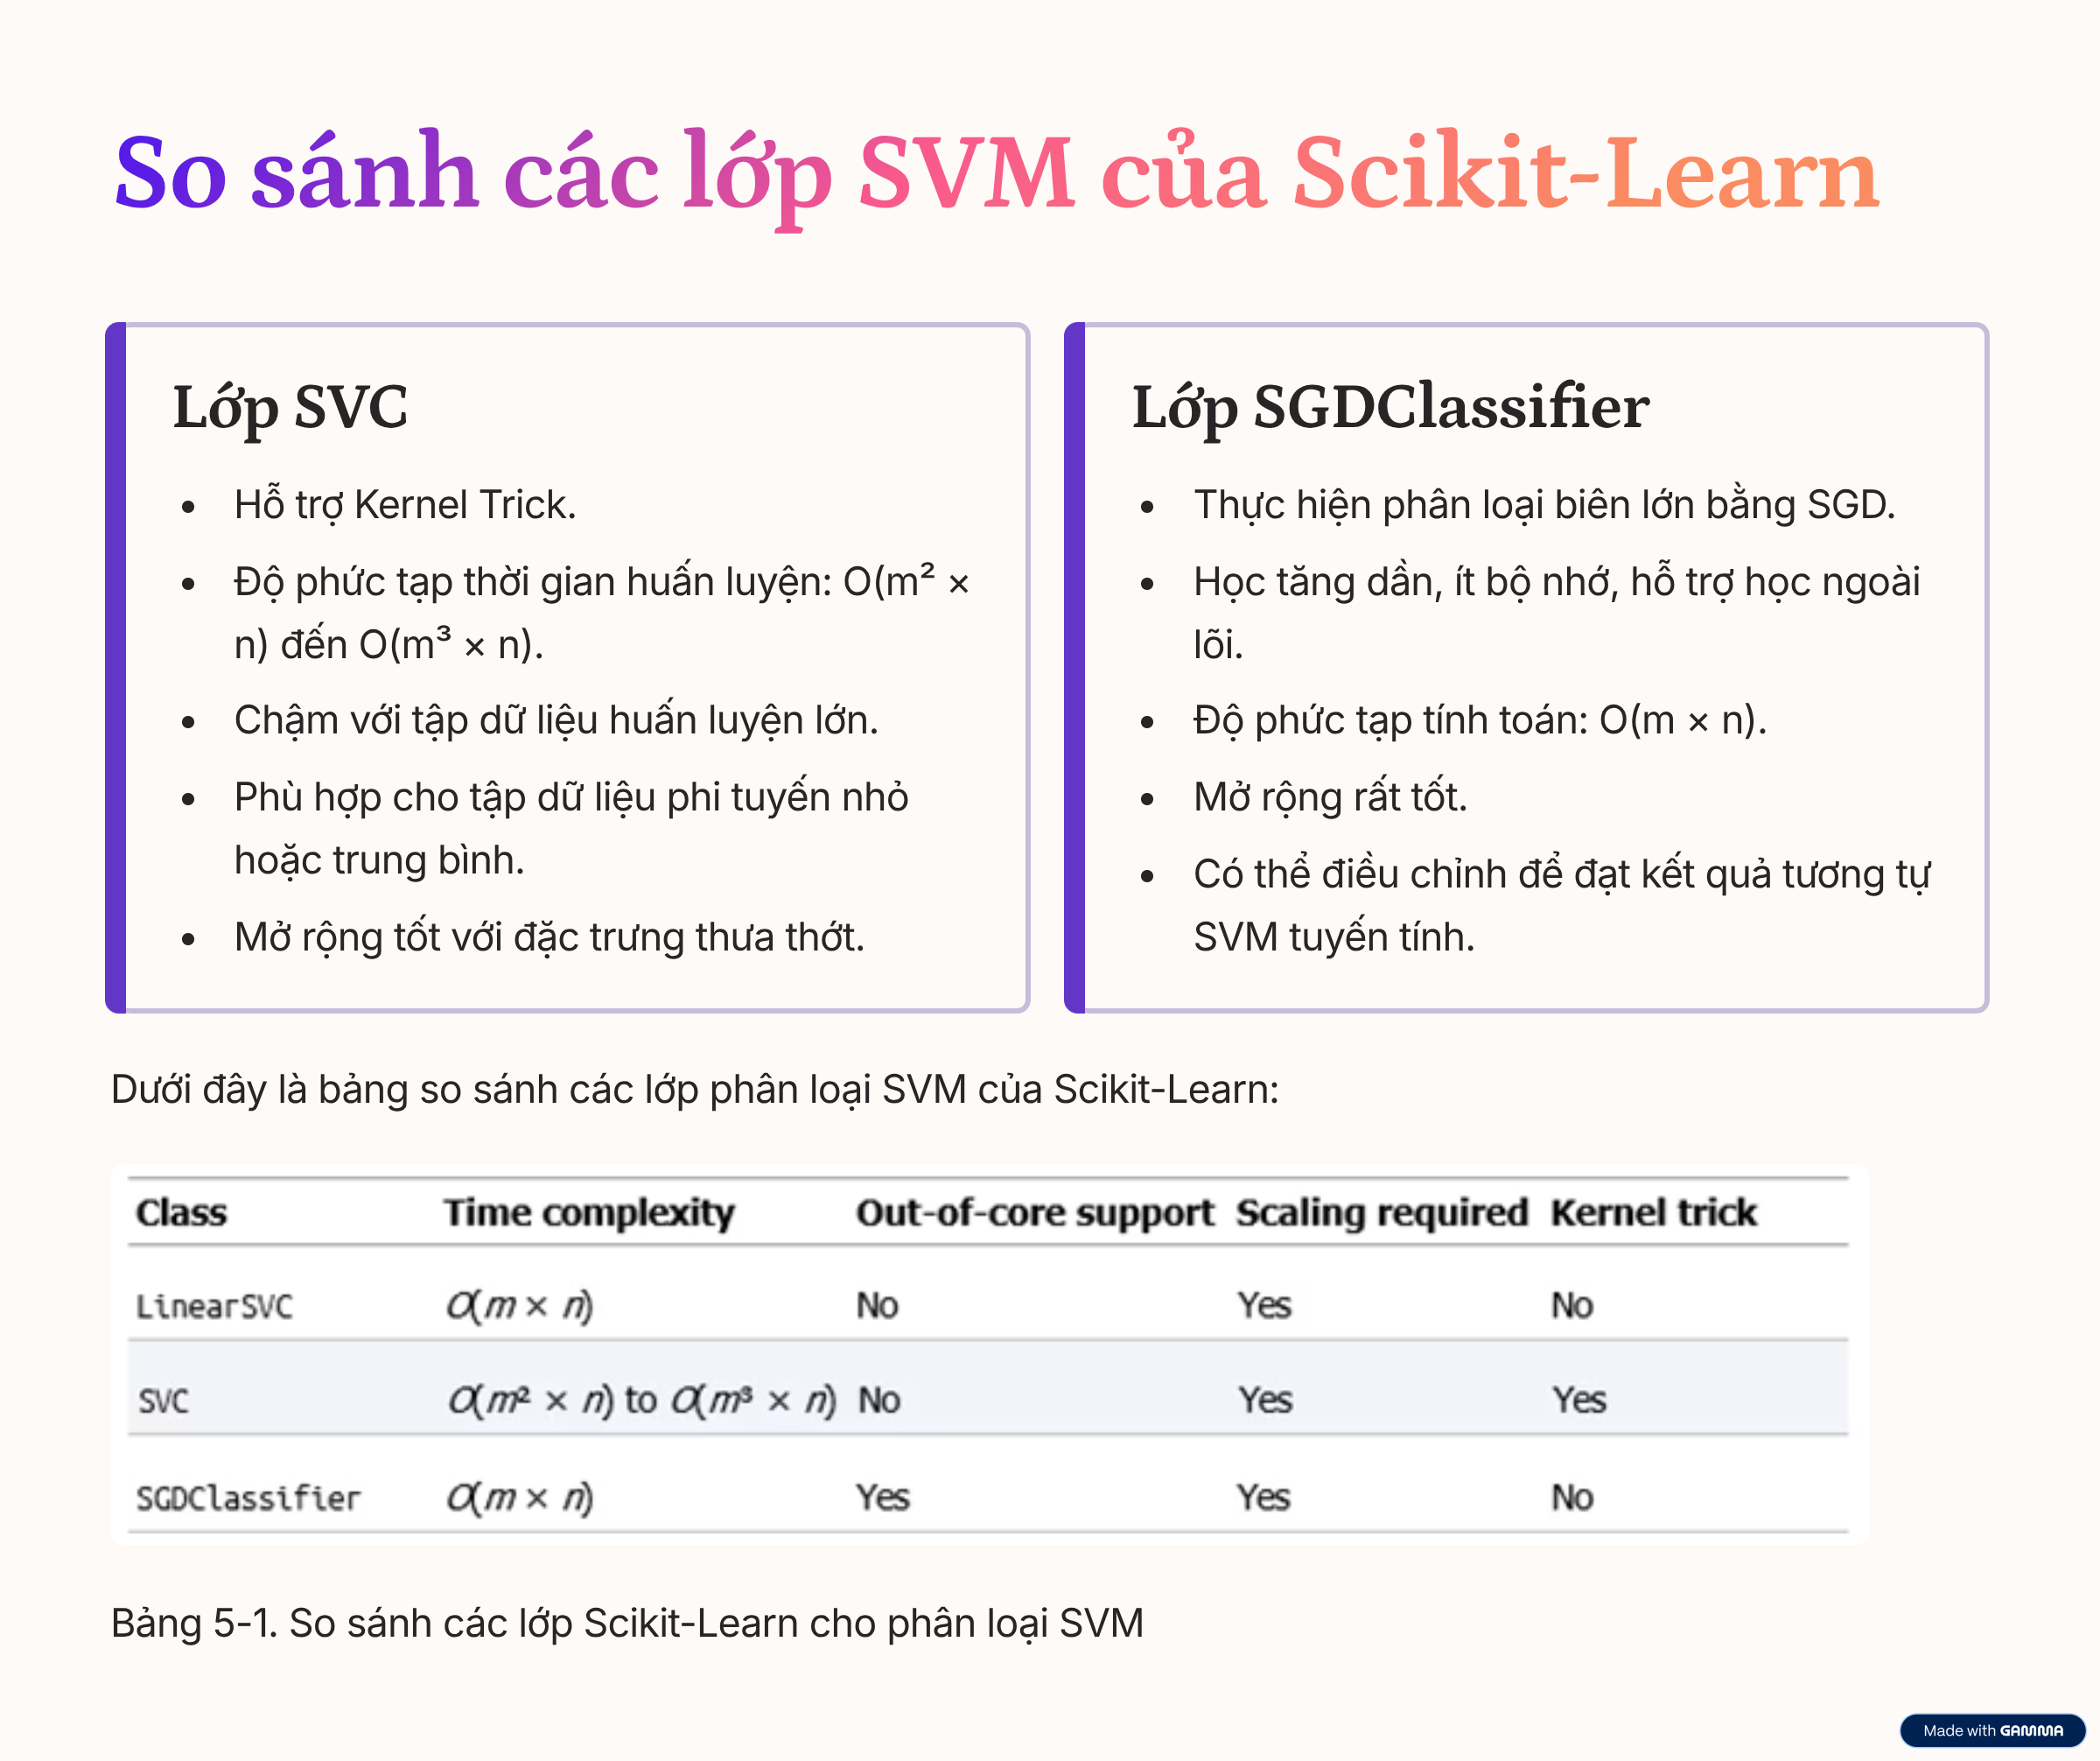 So sánh các lớp SVM của Scikit-Learn
Lớp SVC
• Hỗ trợ Kernel Trick.
• Độ phức tạp thời gian huấn luyện: O(m² ×
n) đến O(m³ × n).
• Chậm với tập dữ liệu huấn luyện lớn.
• Phù hợp cho tập dữ liệu phi tuyến nhỏ
hoặc trung bình.
• Mở rộng tốt với đặc trưng thưa thớt.
Lớp SGDClassifier
• Thực hiện phân loại biên lớn bằng SGD.
• Học tăng dần, ít bộ nhớ, hỗ trợ học ngoài
lõi.
• Độ phức tạp tính toán: O(m × n).
• Mở rộng rất tốt.
• Có thể điều chỉnh để đạt kết quả tương tự
SVM tuyến tính.
Dưới đây là bảng so sánh các lớp phân loại SVM của Scikit-Learn:
Class Time complexity Out-of-core support Scaling required Kernel trick
LinearSVC O(m × n) No Yes No
SVC O(m² × n) to O(m³ × n) No Yes Yes
SGDClassifier O(m × n) Yes Yes No
Bảng 5-1. So sánh các lớp Scikit-Learn cho phân loại SVM
Made with GAMMA